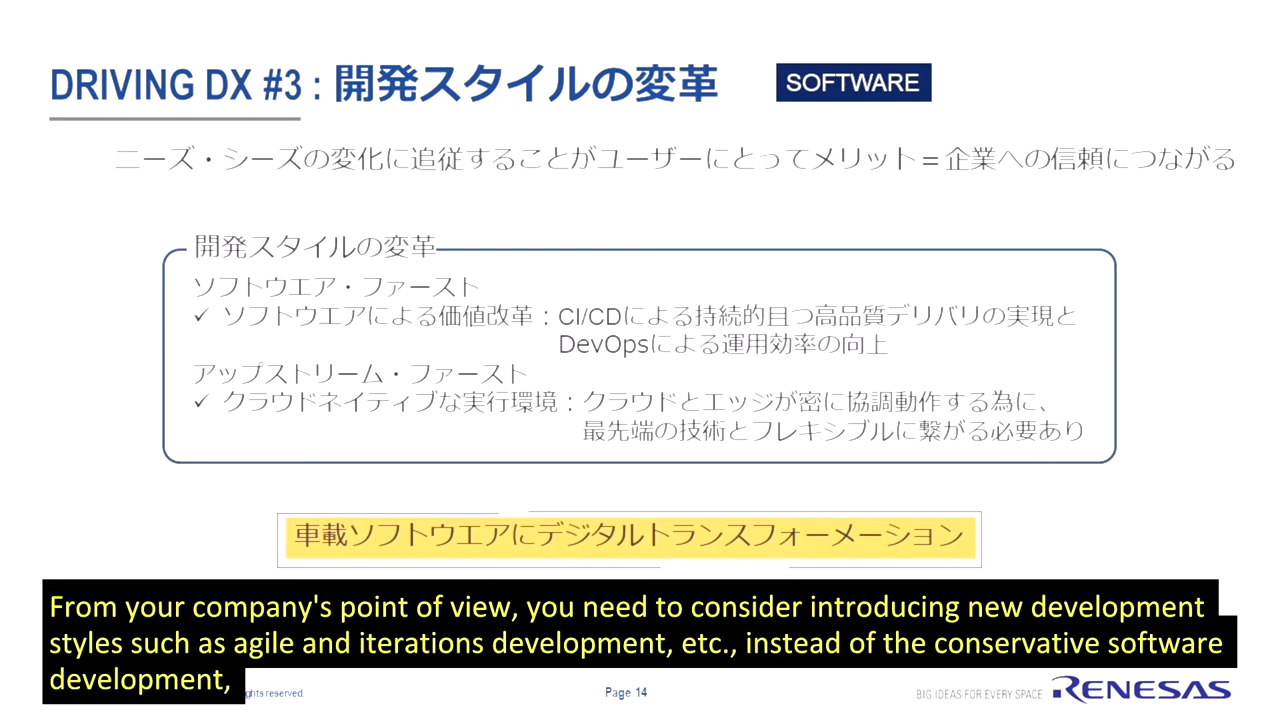 DRIVING DX #3 : 開発スタイルの変革
SOFTWARE
ニーズ・シーズの変化に追従することがユーザーにとってメリット＝企業への信頼につながる
開発スタイルの変革
ソフトウエア・ファースト
✓ ソフトウエアによる価値改革：CI/CDによる持続的且つ高品質デリバリの実現と
DevOpsによる運用効率の向上
アップストリーム・ファースト
✓ クラウドネイティブな実行環境：クラウドとエッジが密に協調動作する為に、
最先端の技術とフレキシブルに繋がる必要あり
車載ソフトウエアにデジタルトランスフォーメーション
From your company's point of view, you need to consider introducing new development
styles such as agile and iterations development, etc., instead of the conservative software
development,
ghts reserved.
Page 14
BIG IDEAS FOR EVERY SPACE
RENESAS